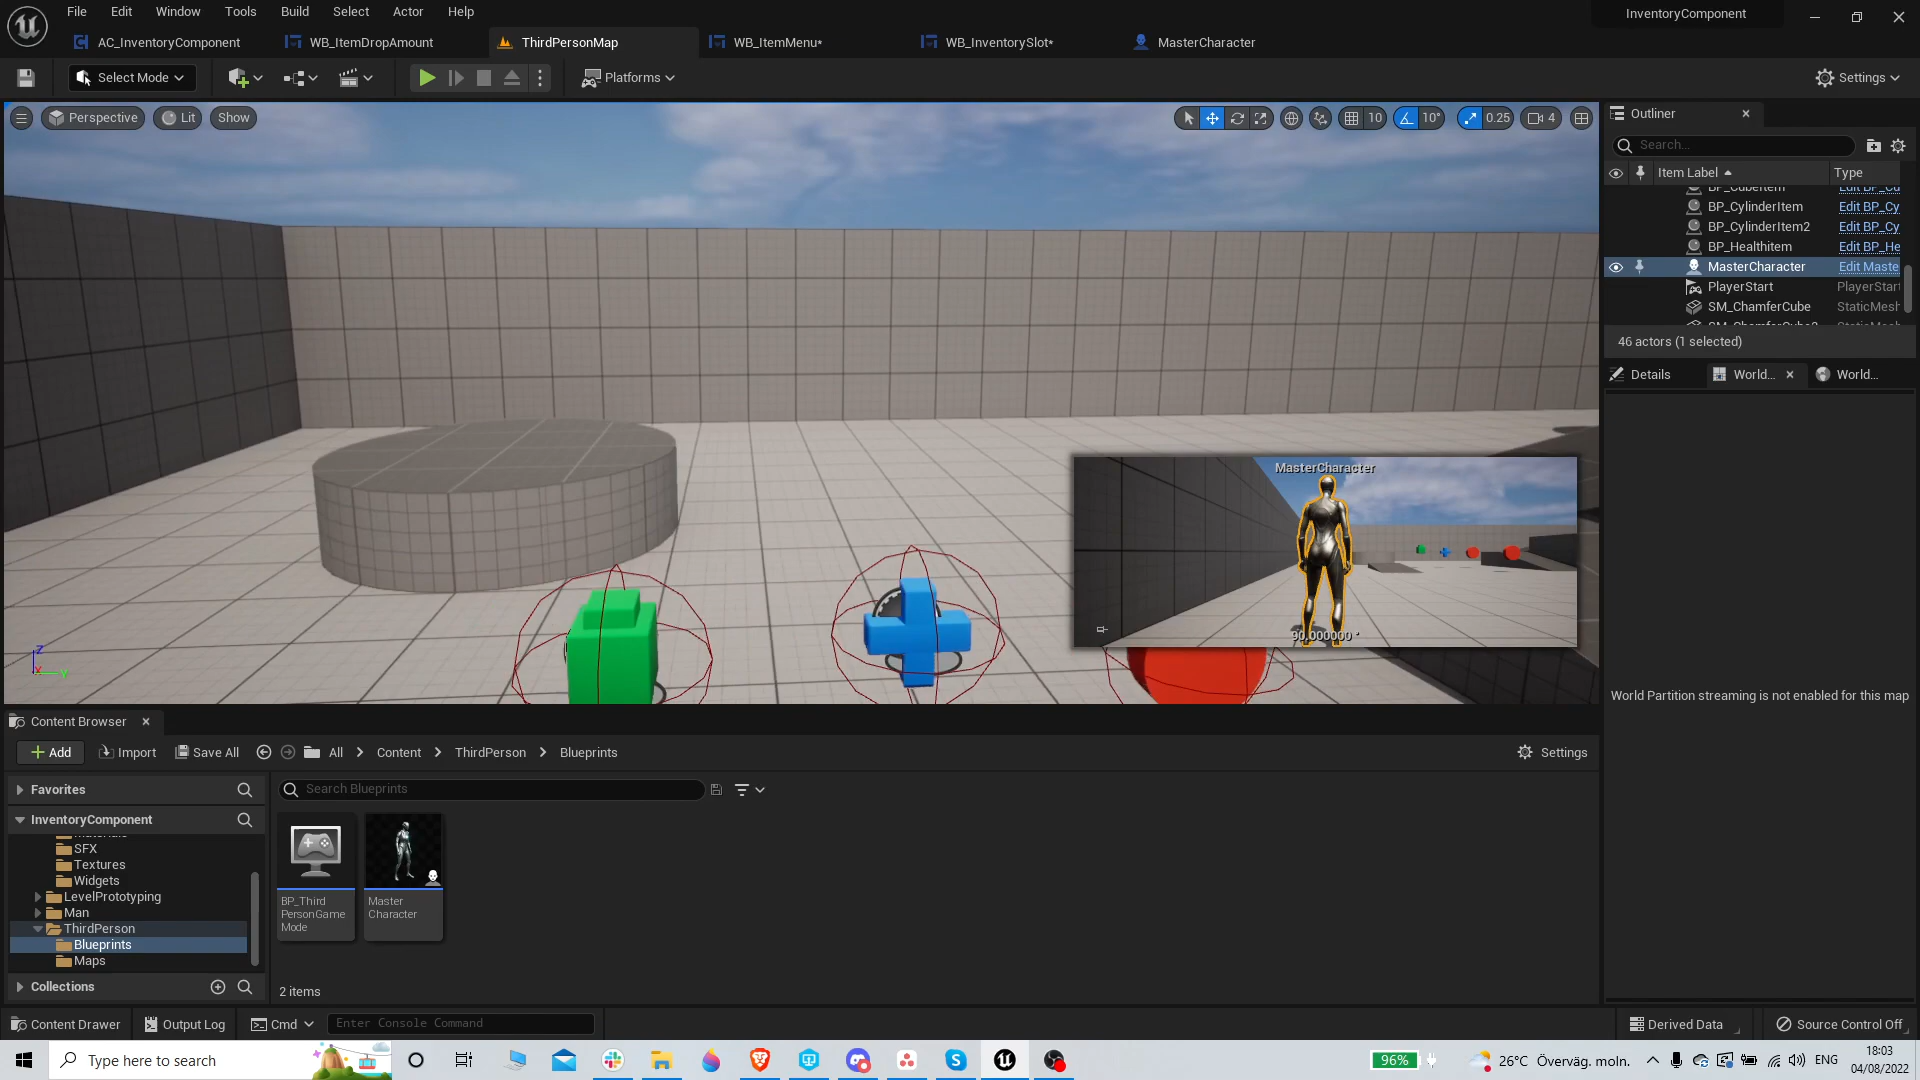 File Edit Window Tools Build Select Actor Help
InventoryComponent
AC_InventoryComponent
WB_ItemDropAmount
ThirdPersonMap
WB_ItemMenu*
WB_InventorySlot*
MasterCharacter
Select Mode
Platforms
Settings
Perspective
Lit
Show
10
10°
0.25
4
Outliner
Search...
Item Label
Type
BP_CylinderItem Edit BP_Cy
BP_CylinderItem2 Edit BP_Cy
BP_Healthitem Edit BP_He
MasterCharacter Edit Maste
PlayerStart PlayerStart
SM_ChamferCube StaticMesh
46 actors (1 selected)
Details
World...
World...
World Partition streaming is not enabled for this map
MasterCharacter
90.000000 °
Z
X
Y
Content Browser
Add
Import
Save All
All
Content
ThirdPerson
Blueprints
Settings
Favorites
InventoryComponent
SFX
Textures
Widgets
LevelPrototyping
Man
ThirdPerson
Blueprints
Maps
Collections
Search Blueprints
BP_Third
PersonGame
Mode
Master
Character
2 items
Content Drawer
Output Log
Cmd
Enter Console Command
Derived Data
Source Control Off
Type here to search
96%
26°C Överväg. moln.
ENG
18:03
04/08/2022